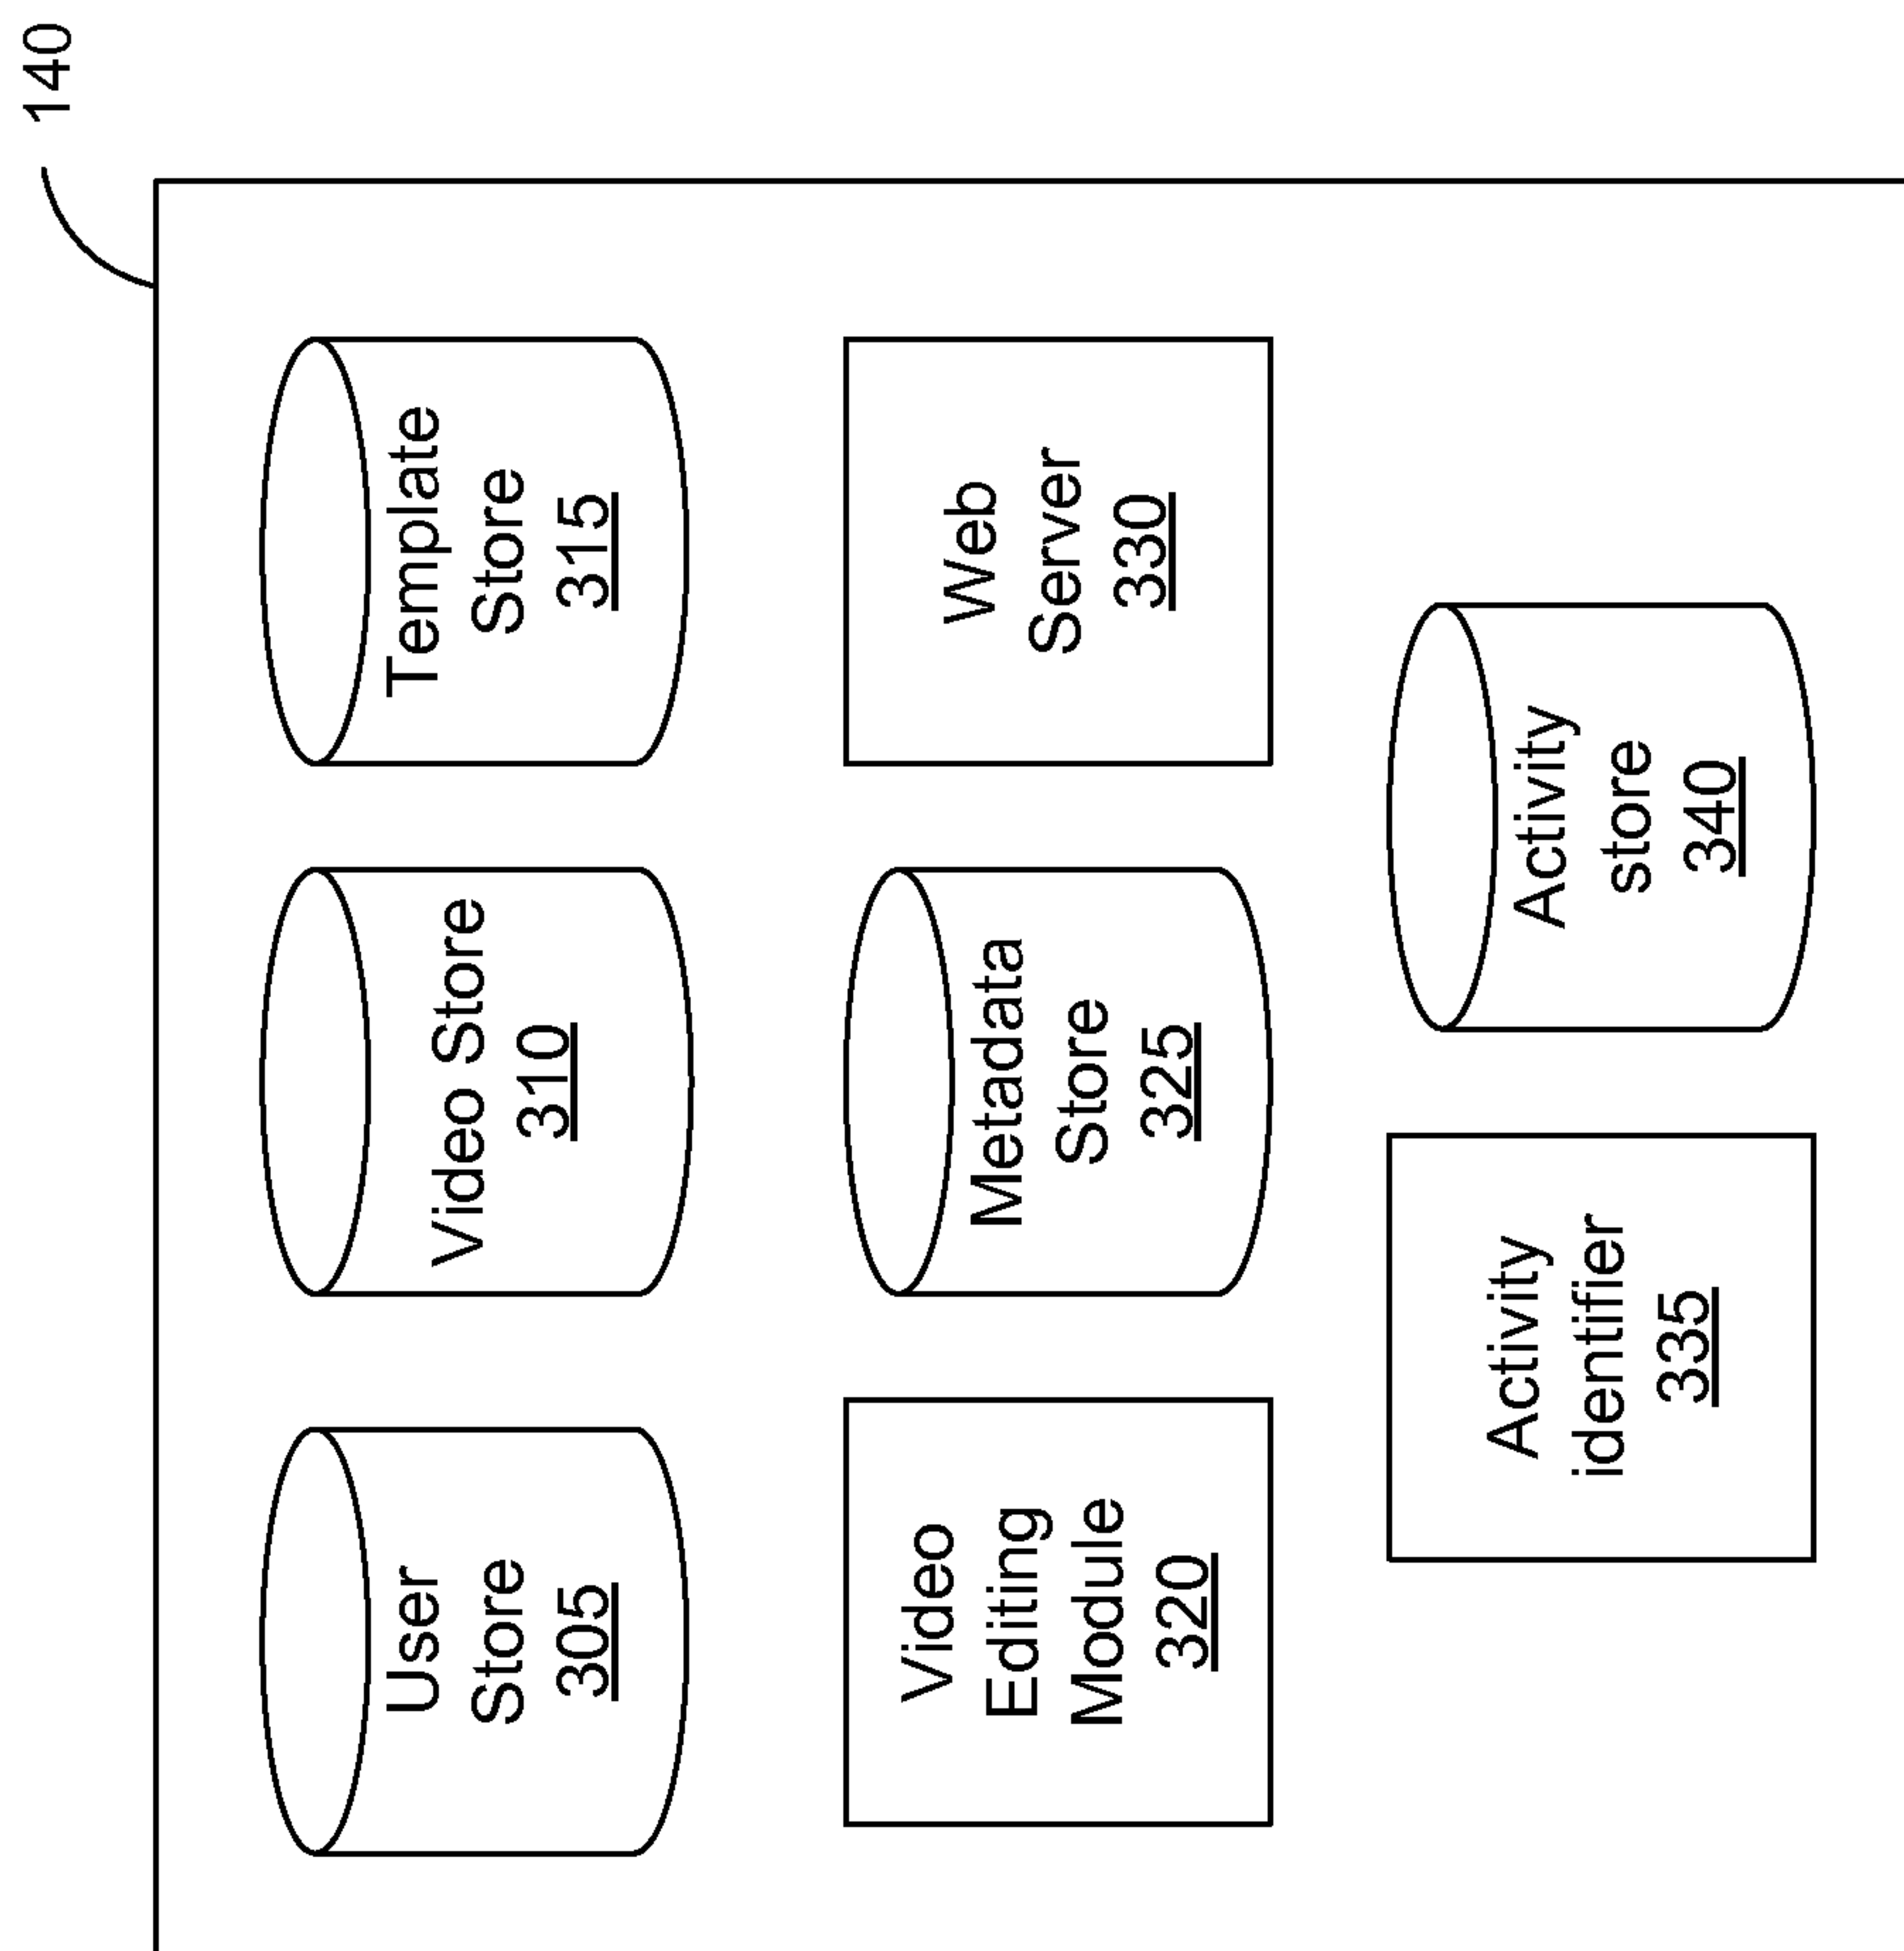 140
User
Store
305
Video Store
310
Template
Store
315
Video
Editing
Module
320
Metadata
Store
325
Web
Server
330
Activity
identifier
335
Activity
store
340